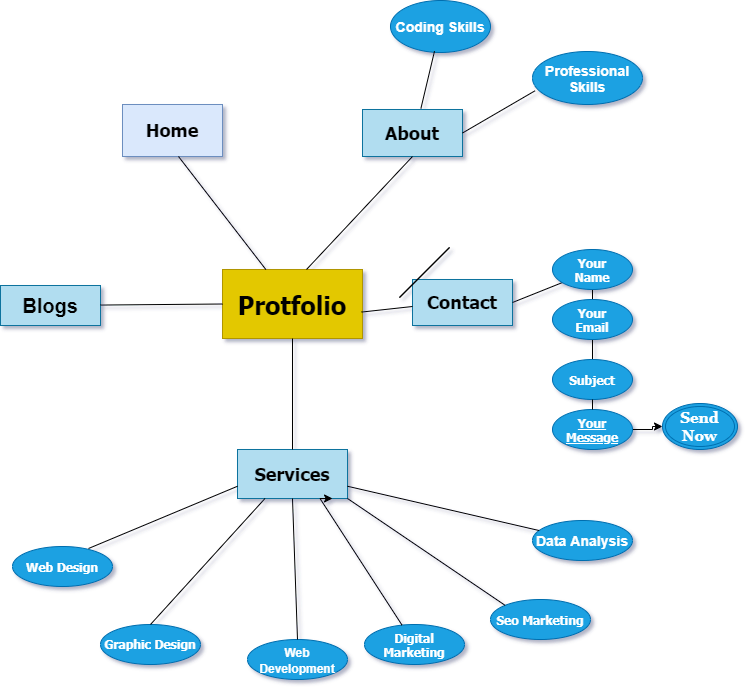 Coding Skills
Professional
Skills
Home
About
Your
Name
Blogs
Protfolio
Contact
Your
Email
Subject
Your
Message
Send
Now
Services
Data Analysis
Web Design
Seo Marketing
Graphic Design
Web
Development
Digital
Marketing